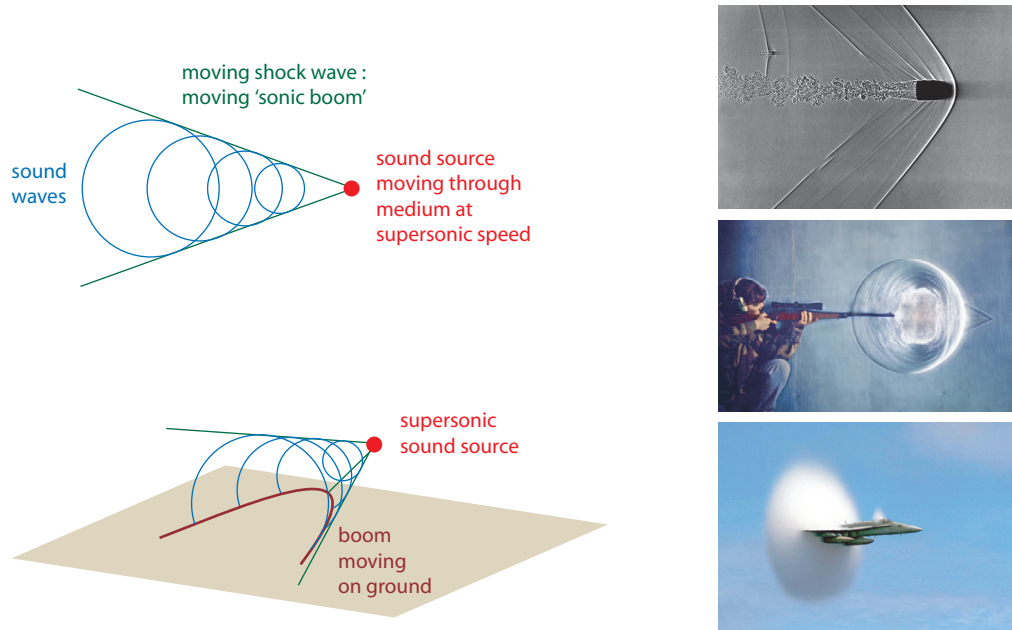 moving shock wave :
moving ‘sonic boom’
sound
waves
sound source
moving through
medium at
supersonic speed
supersonic
sound source
boom
moving
on ground